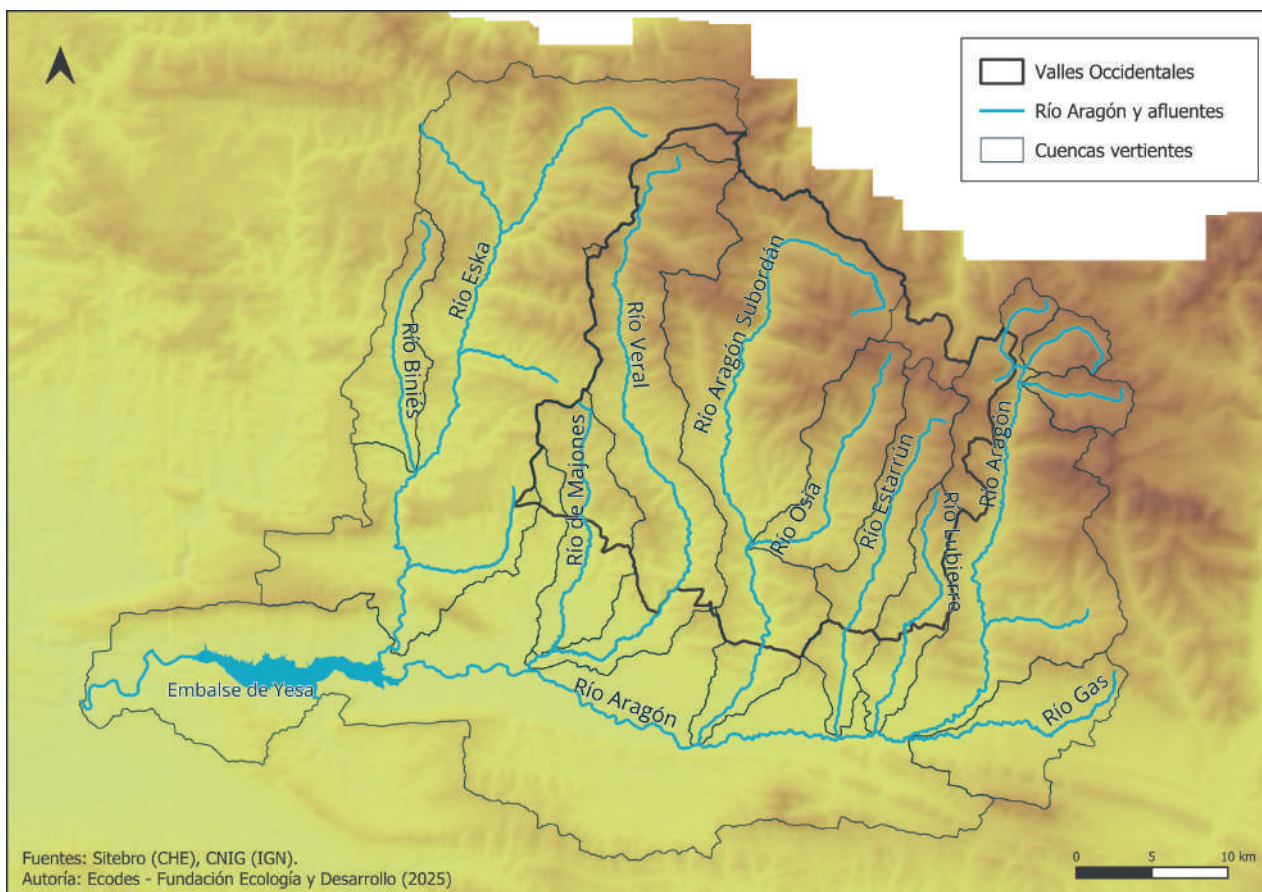 Valles Occidentales
Río Aragón y afluentes
Cuencas vertientes
Río Eska
Río Biniés
Río Veral
Río Aragón Subordán
Río de Majones
Río Osia
Río Estarrún
Río Lubierre
Río Aragón
Embalse de Yesa
Río Aragón
Río Gas
Fuentes: Sitebro (CHE), CNIG (IGN).
Autoría: Ecodes - Fundación Ecología y Desarrollo (2025)
0 5 10 km